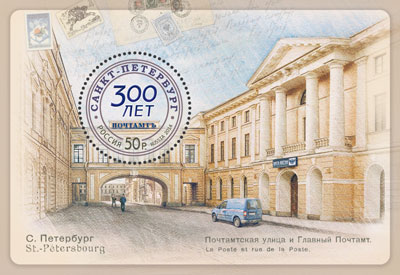 САНКТ-ПЕТЕРБУРГ
300
ЛЕТ
ПОЧТАМТЪ
РОССИЯ 50Р
С. Петербург
St.-Petersbourg
Почтамтская улица и Главный Почтамт.
La Poste et rue de la Poste.